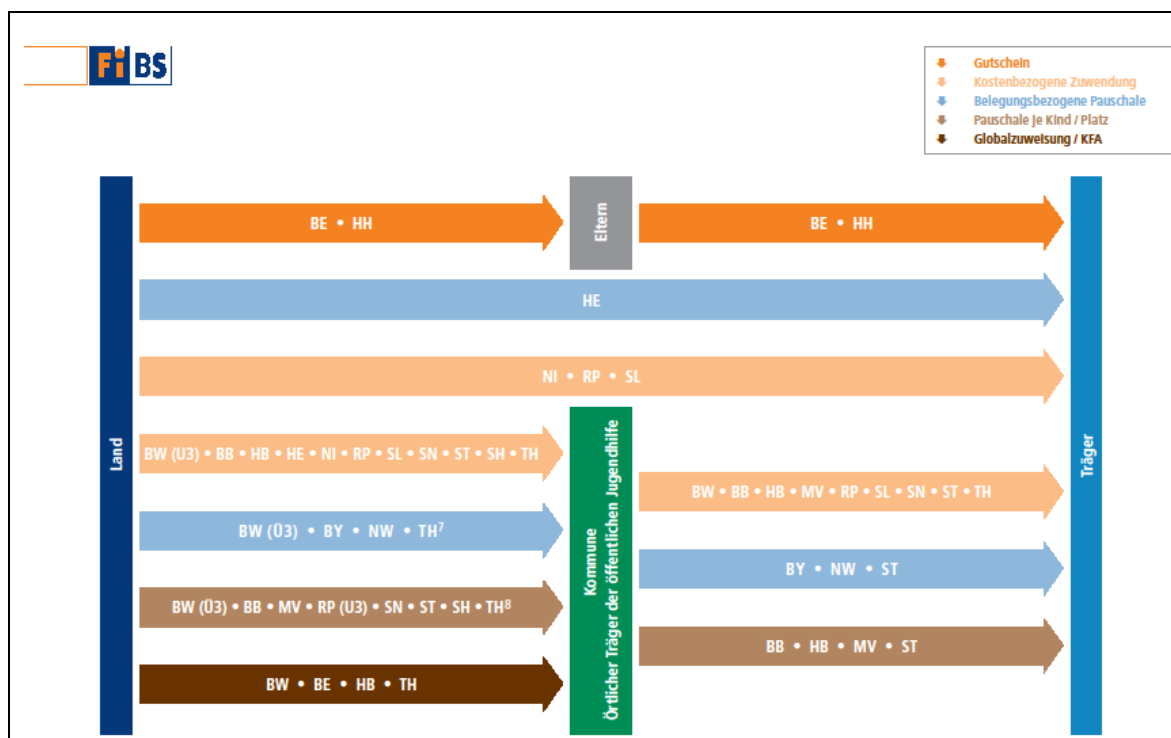 FiBS
Gutschein
Kostenbezogene Zuwendung
Belegungsbezogene Pauschale
Pauschale je Kind / Platz
Globalzuweisung / KFA
Land
BE • HH
Eltern
BE • HH
Träger
HE
NI • RP • SL
BW (U3) • BB • HB • HE • NI • RP • SL • SN • ST • SH • TH
BW (Ü3) • BY • NW • TH⁷
BW (Ü3) • BB • MV • RP (U3) • SN • ST • SH • TH⁸
BW • BE • HB • TH
Kommune
Örtlicher Träger der öffentlichen Jugendhilfe
BW • BB • HB • MV • RP • SL • SN • ST • TH
BY • NW • ST
BB • HB • MV • ST